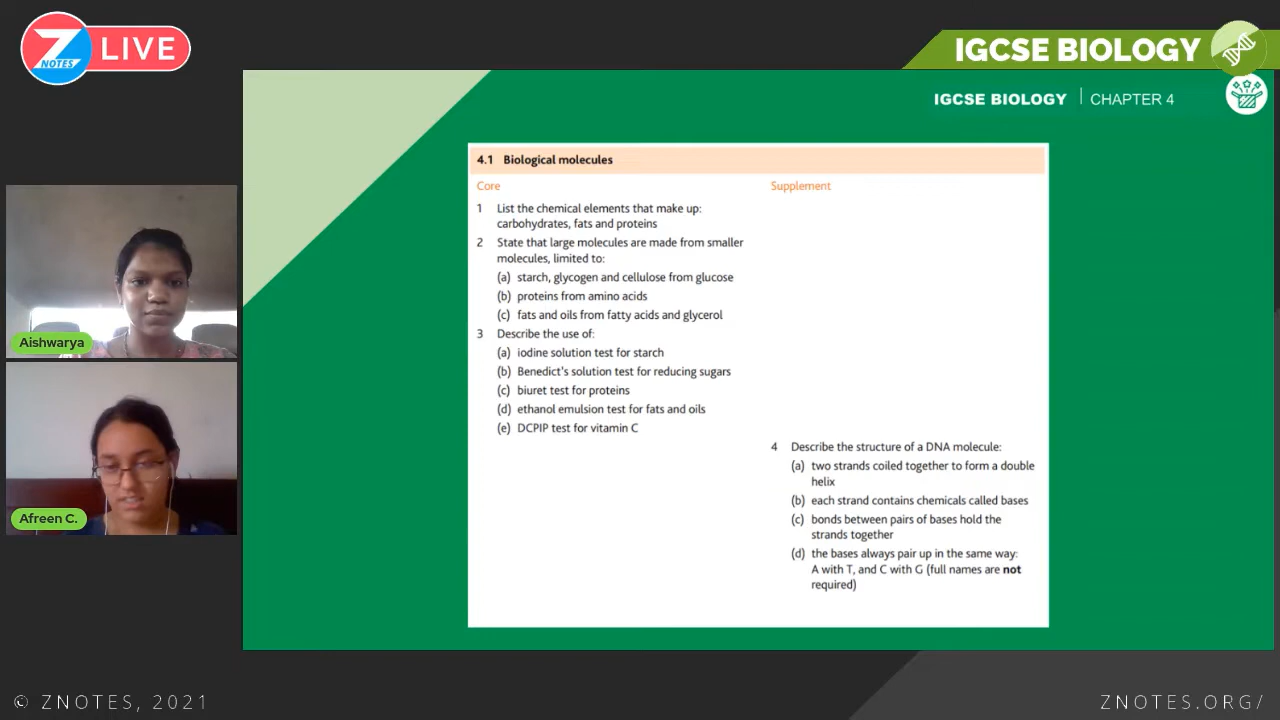 Z NOTES LIVE
IGCSE BIOLOGY
IGCSE BIOLOGY | CHAPTER 4
4.1 Biological molecules
Core
Supplement
1 List the chemical elements that make up:
carbohydrates, fats and proteins
2 State that large molecules are made from smaller
molecules, limited to:
(a) starch, glycogen and cellulose from glucose
(b) proteins from amino acids
(c) fats and oils from fatty acids and glycerol
3 Describe the use of:
(a) iodine solution test for starch
(b) Benedict's solution test for reducing sugars
(c) biuret test for proteins
(d) ethanol emulsion test for fats and oils
(e) DCPIP test for vitamin C
4 Describe the structure of a DNA molecule:
(a) two strands coiled together to form a double
helix
(b) each strand contains chemicals called bases
(c) bonds between pairs of bases hold the
strands together
(d) the bases always pair up in the same way:
A with T, and C with G (full names are not
required)
Aishwarya
Afreen C.
© ZNOTES, 2021
ZNOTES.ORG/